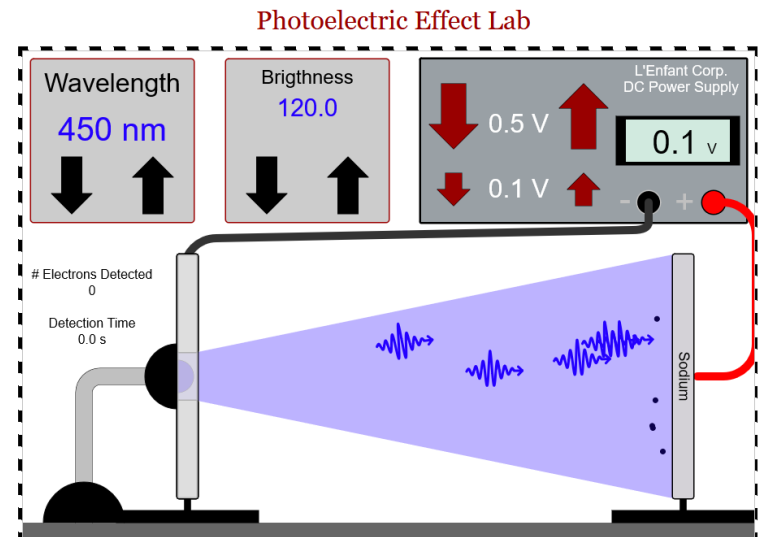 Photoelectric Effect Lab
Wavelength
450 nm
Brigthness
120.0
L'Enfant Corp.
DC Power Supply
0.5 V
0.1 V
0.1 V
- +
# Electrons Detected
0
Detection Time
0.0 s
Sodium